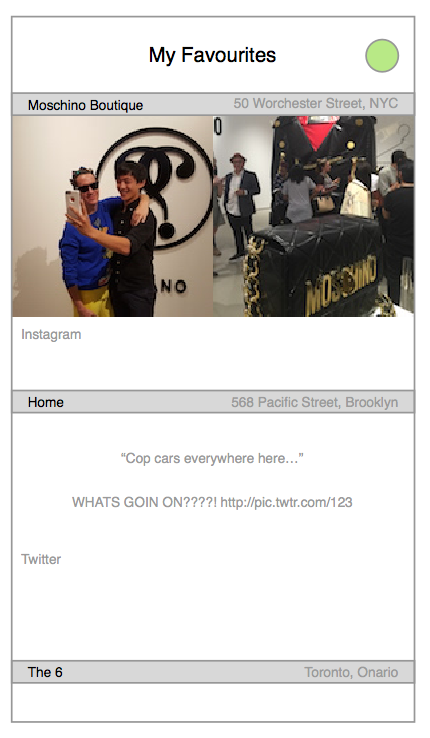 My Favourites
Moschino Boutique 50 Worchester Street, NYC
NO
MOSCHINO
Instagram
Home 568 Pacific Street, Brooklyn
“Cop cars everywhere here…”
WHATS GOIN ON????! http://pic.twtr.com/123
Twitter
The 6 Toronto, Onario